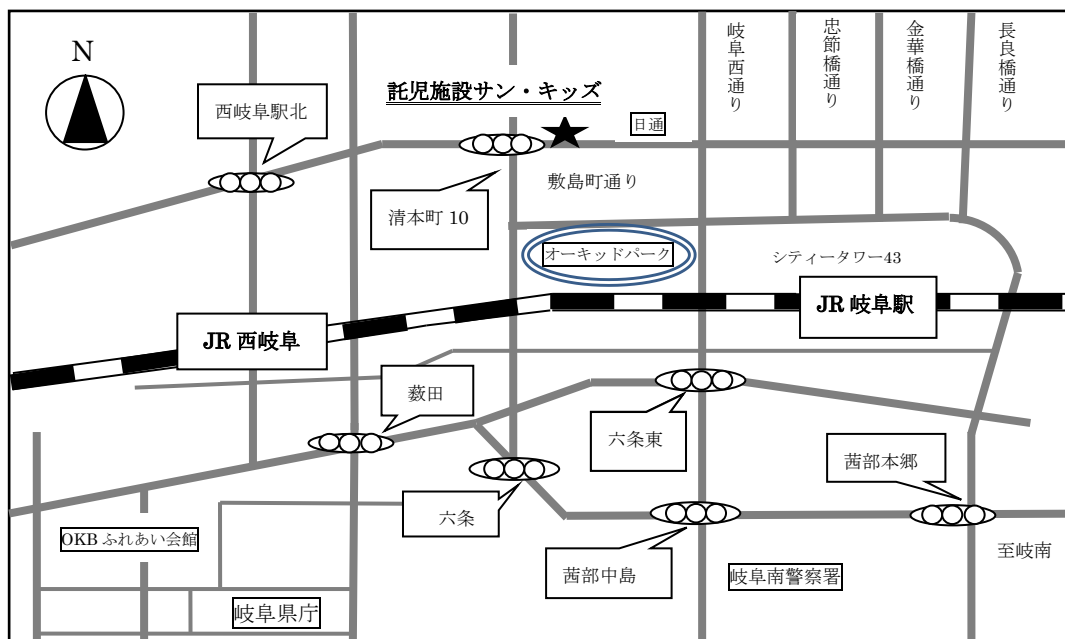 N
西岐阜駅北
託児施設サン・キッズ
日通
岐阜西通り
忠節橋通り
金華橋通り
長良橋通り
清本町 10
敷島町通り
オーキッドパーク
シティータワー43
JR 西岐阜
JR 岐阜駅
薮田
六条東
茜部本郷
六条
OKB ふれあい会館
茜部中島
岐阜南警察署
至岐南
岐阜県庁